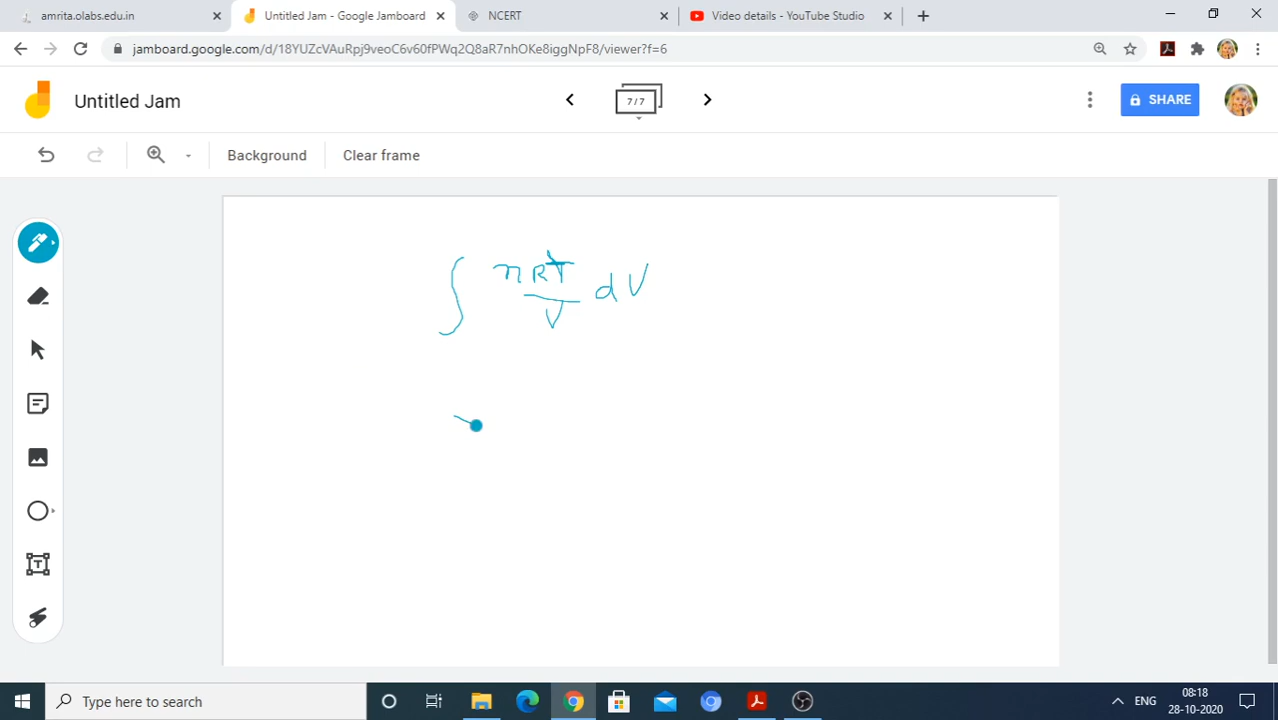 amrita.olabs.edu.in
Untitled Jam - Google Jamboard
NCERT
Video details - YouTube Studio
jamboard.google.com/d/18YUZcVAuRpj9veoC6v60fPWq2Q8aR7nhOKe8iggNpF8/viewer?f=6
Untitled Jam
7/7
SHARE
Background
Clear frame
∫ nRT/V dV
Type here to search
ENG
08:18
28-10-2020